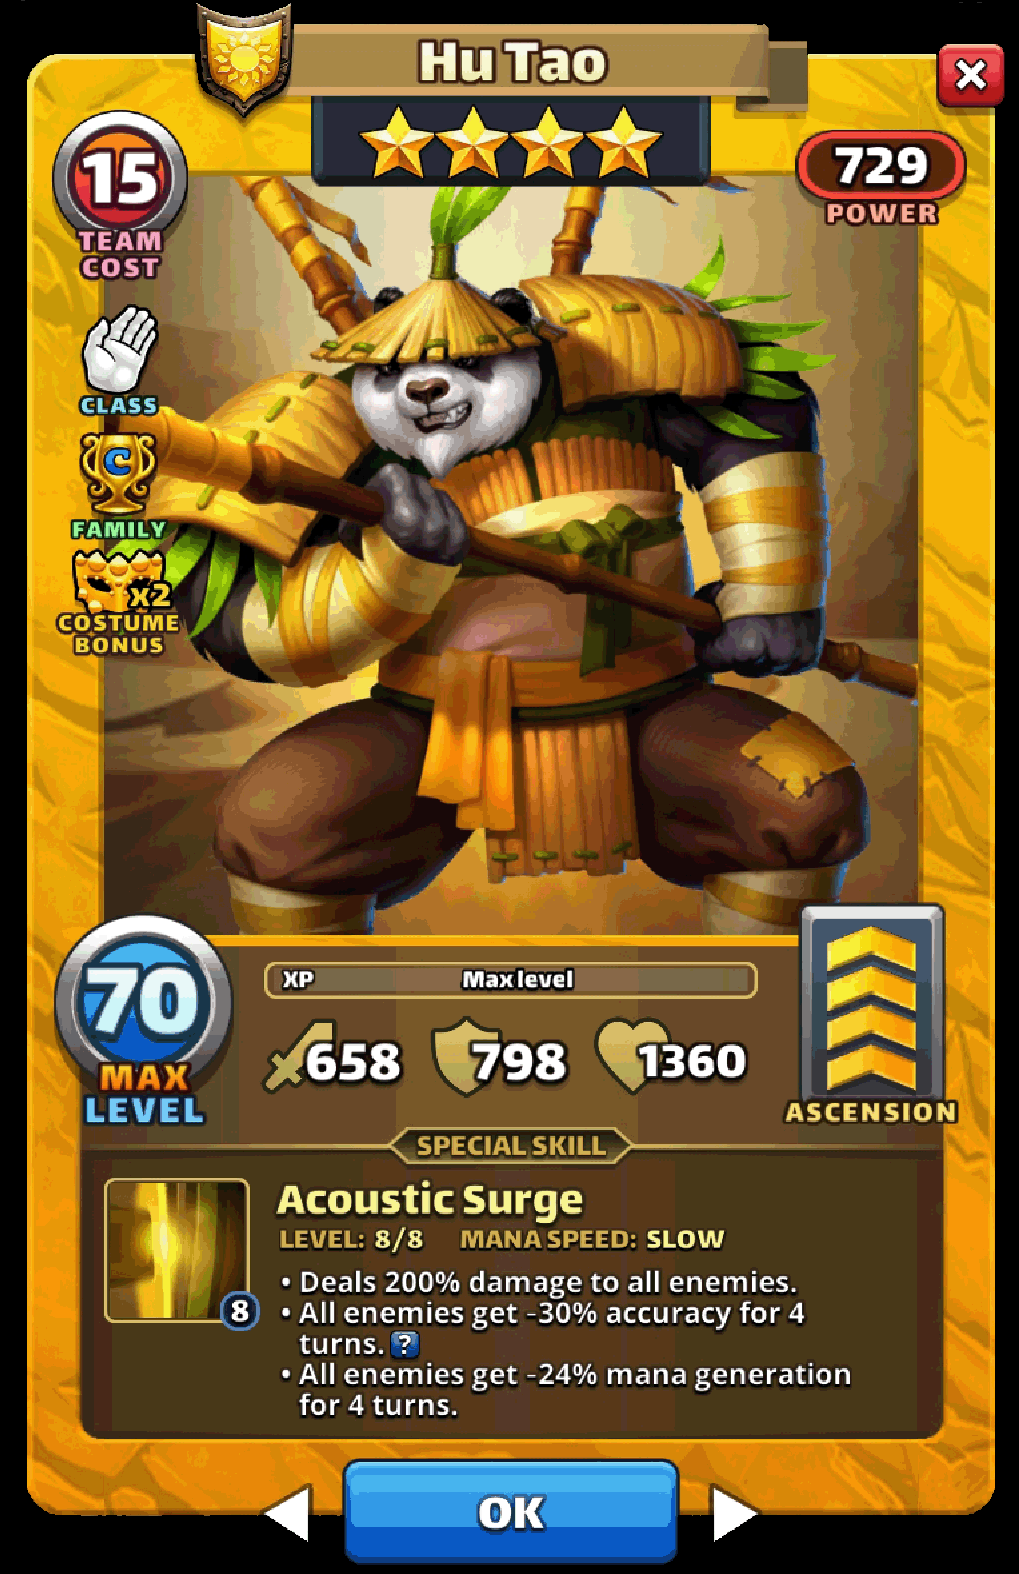 Hu Tao
15
TEAM
COST
729
POWER
CLASS
C
FAMILY
x2
COSTUME
BONUS
XP Max level
70
MAX
LEVEL
658 798 1360
ASCENSION
SPECIAL SKILL
Acoustic Surge
LEVEL: 8/8 MANA SPEED: SLOW
8
• Deals 200% damage to all enemies.
• All enemies get -30% accuracy for 4
turns. ?
• All enemies get -24% mana generation
for 4 turns.
OK